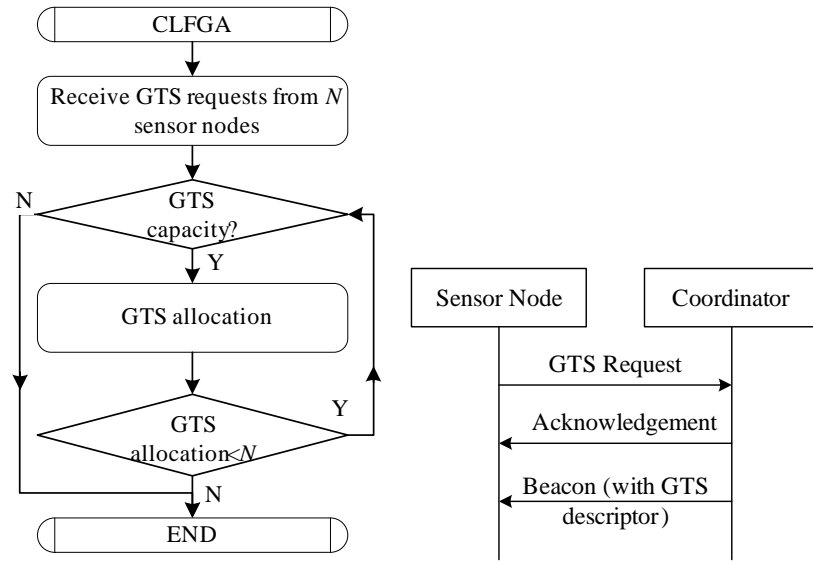 CLFGA
Receive GTS requests from N
sensor nodes
N
GTS
capacity?
Y
GTS allocation
Y
GTS
allocation<N
N
END
Sensor Node
Coordinator
GTS Request
Acknowledgement
Beacon (with GTS
descriptor)